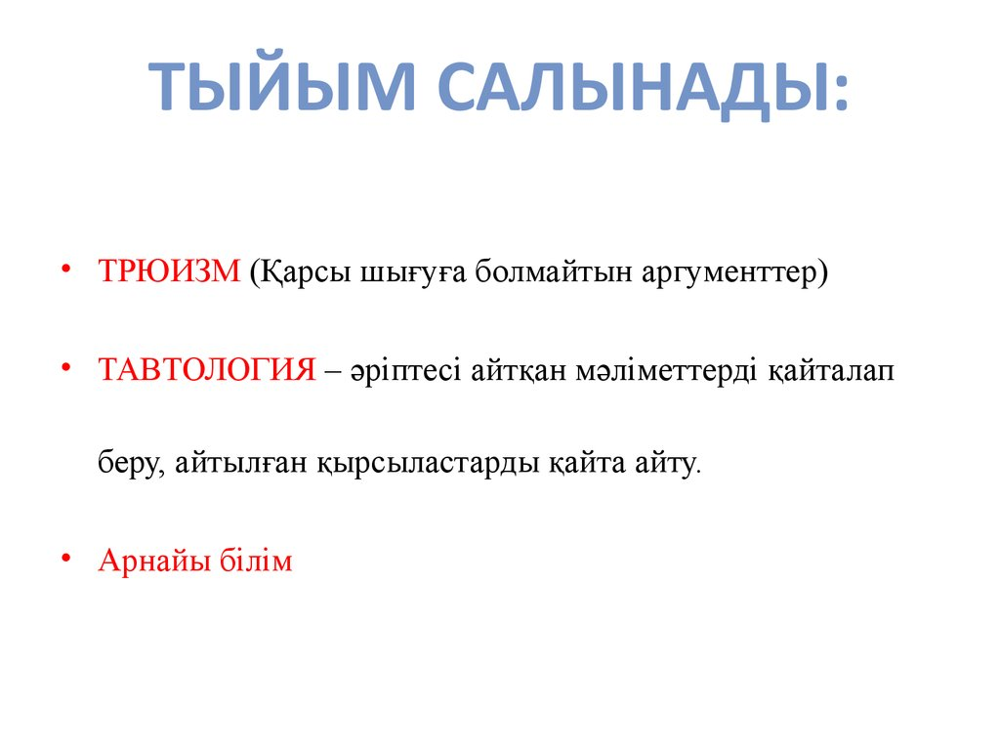 ТЫЙЫМ САЛЫНАДЫ:
• ТРЮИЗМ (Қарсы шығуға болмайтын аргументтер)
• ТАВТОЛОГИЯ – әріптесі айтқан мәліметтерді қайталап
беру, айтылған қырсыластарды қайта айту.
• Арнайы білім